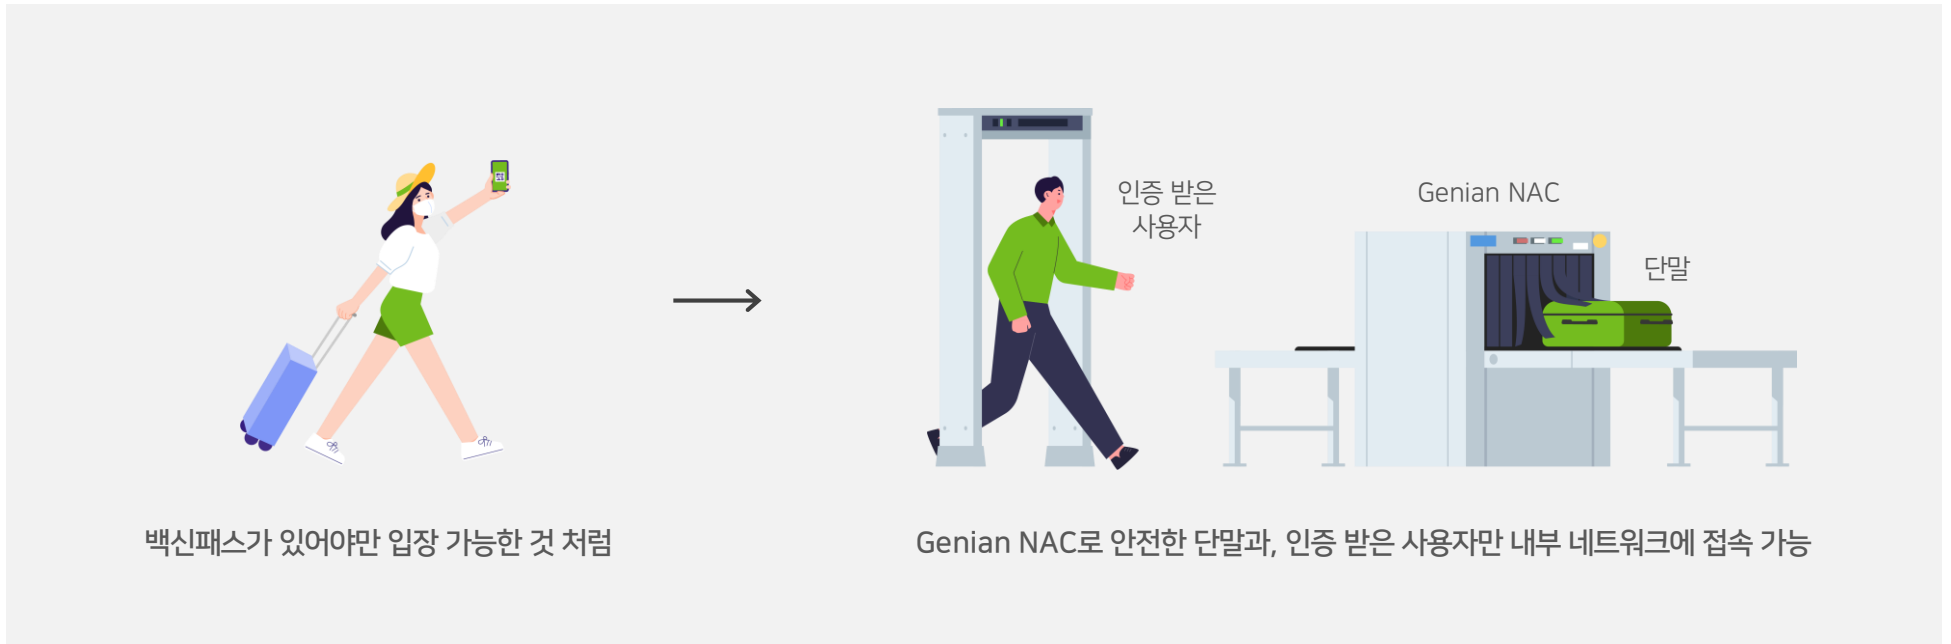 인증 받은
사용자
Genian NAC
단말
백신패스가 있어야만 입장 가능한 것 처럼
Genian NAC로 안전한 단말과, 인증 받은 사용자만 내부 네트워크에 접속 가능